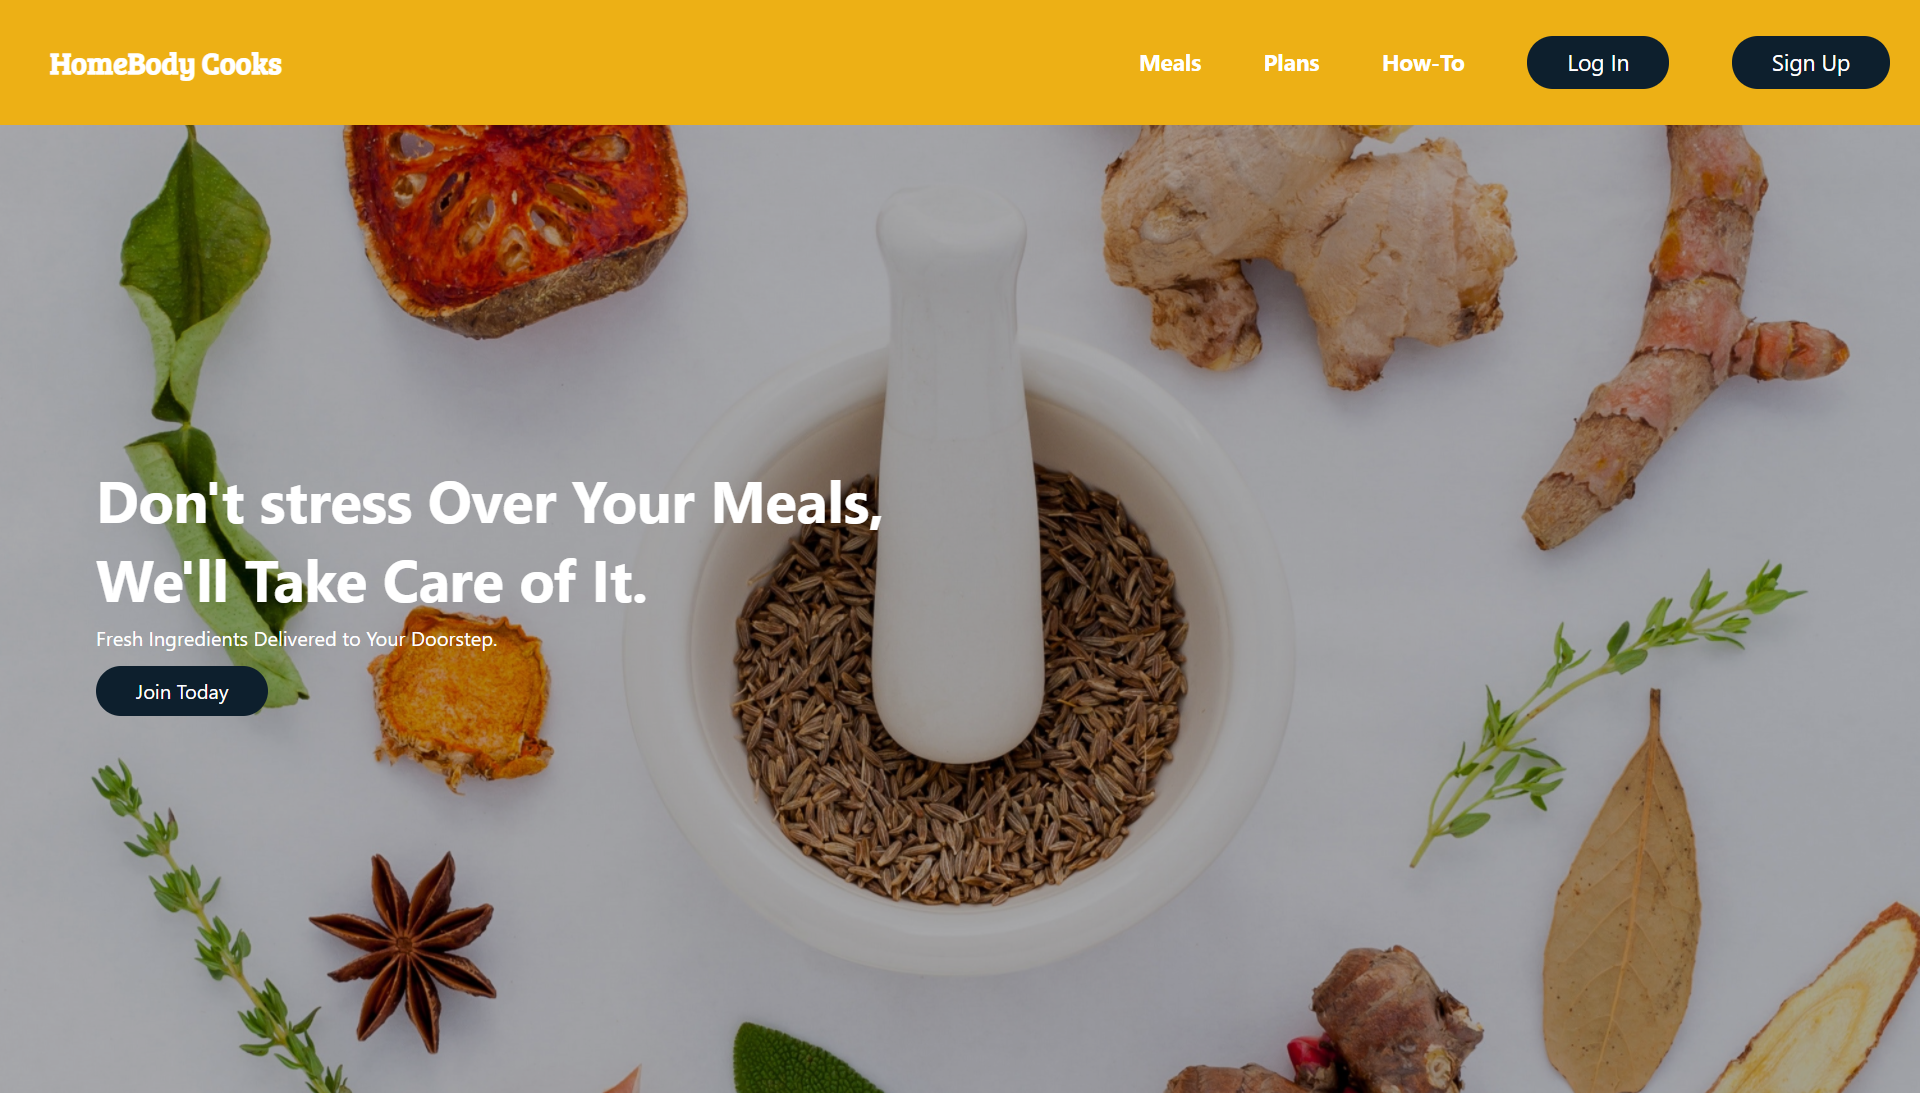 HomeBody Cooks
Meals Plans How-To Log In Sign Up
Don't stress Over Your Meals,
We'll Take Care of It.
Fresh Ingredients Delivered to Your Doorstep.
Join Today